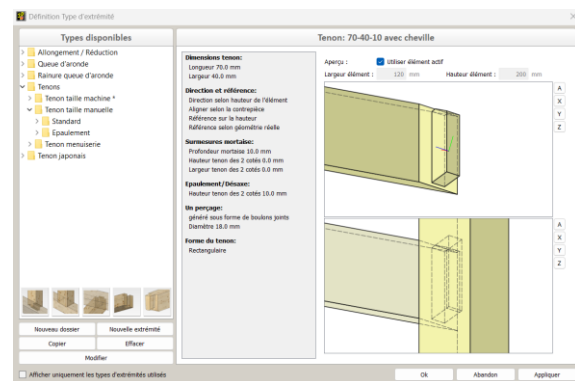 Définition Type d'extrémité
Types disponibles
Allongement / Réduction
Queue d'aronde
Rainure queue d'aronde
Tenons
Tenon taille machine *
Tenon taille manuelle
Standard
Epaulement
Tenon menuiserie
Tenon japonais
Nouveau dossier
Nouvelle extrémité
Copier
Effacer
Modifier
Afficher uniquement les types d'extrémités utilisés
Tenon: 70-40-10 avec cheville
Dimensions tenon:
Longueur 70.0 mm
Largeur 40.0 mm
Direction et référence:
Direction selon hauteur de l'élément
Aligner selon la contrepièce
Référence sur la hauteur
Référence selon géométrie réelle
Surmesures mortaise:
Profondeur mortaise 10.0 mm
Hauteur tenon des 2 cotés 0.0 mm
Largeur tenon des 2 cotés 0.0 mm
Epaulement/Désaxe:
Hauteur tenon des 2 cotés 10.0 mm
Un perçage:
généré sous forme de boulons joints
Diamètre 18.0 mm
Forme du tenon:
Rectangulaire
Aperçu :
Utiliser élément actif
Largeur élément : 120 mm
Hauteur élément : 200 mm
A
X
Y
Z
A
X
Y
Z
Ok
Abandon
Appliquer